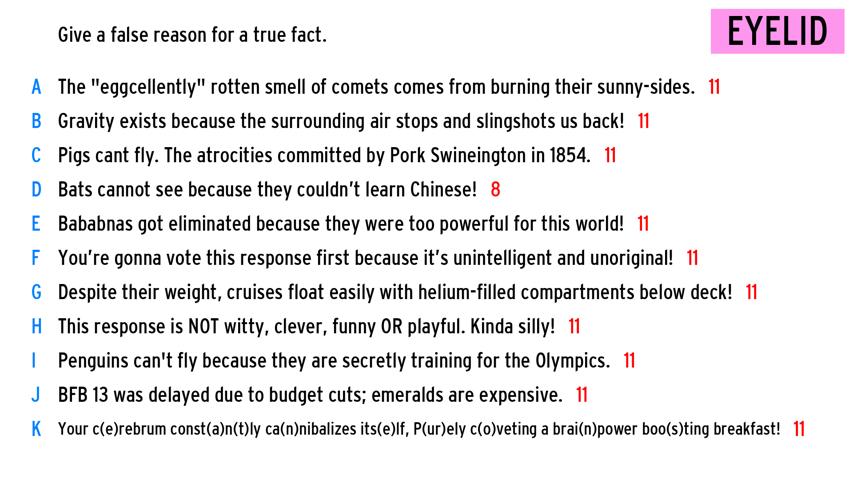 Give a false reason for a true fact.
EYELID
A The "eggcellently" rotten smell of comets comes from burning their sunny-sides. 11
B Gravity exists because the surrounding air stops and slingshots us back! 11
C Pigs cant fly. The atrocities committed by Pork Swineington in 1854. 11
D Bats cannot see because they couldn't learn Chinese! 8
E Bababnas got eliminated because they were too powerful for this world! 11
F You're gonna vote this response first because it's unintelligent and unoriginal! 11
G Despite their weight, cruises float easily with helium-filled compartments below deck! 11
H This response is NOT witty, clever, funny OR playful. Kinda silly! 11
I Penguins can't fly because they are secretly training for the Olympics. 11
J BFB 13 was delayed due to budget cuts; emeralds are expensive. 11
K Your c(e)rebrum const(a)n(t)ly ca(n)nibalizes its(e)lf, P(ur)ely c(o)veting a brai(n)power boo(s)ting breakfast! 11